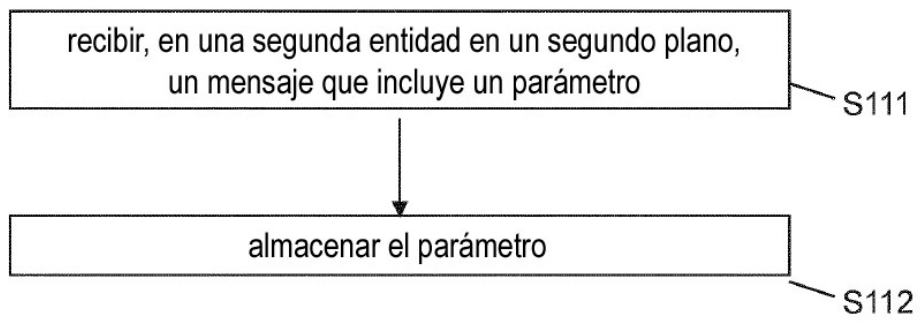 recibir, en una segunda entidad en un segundo plano,
un mensaje que incluye un parámetro
S111
almacenar el parámetro
S112